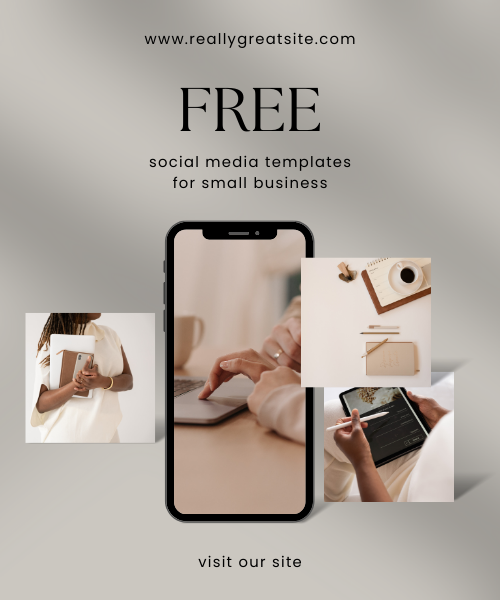 www.reallygreatsite.com
FREE
social media templates
for small business
visit our site